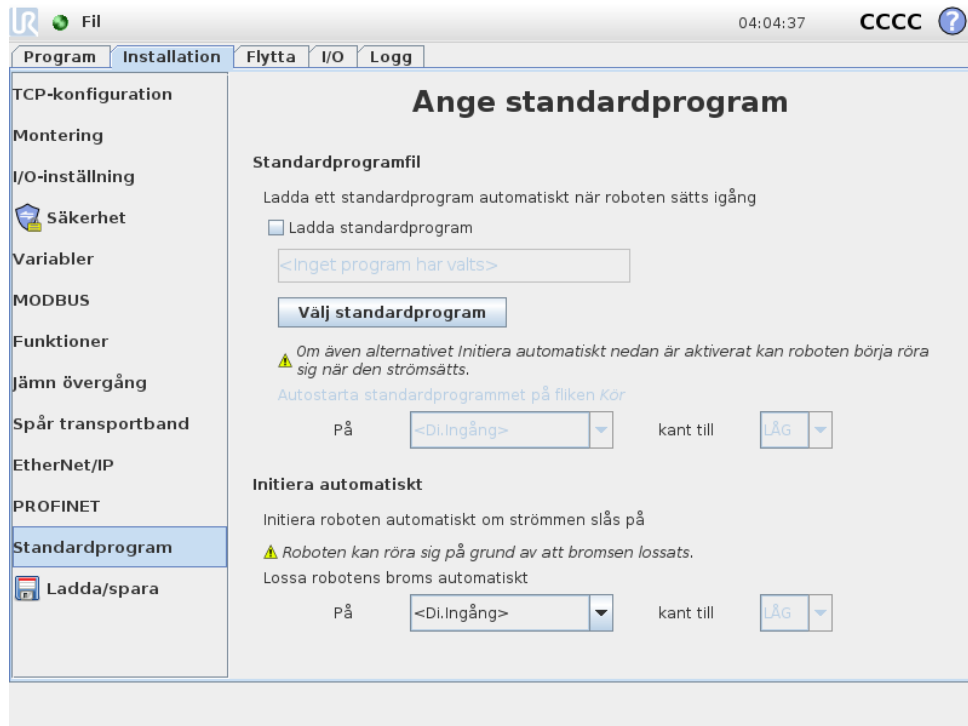 UR Fil 04:04:37 CCCC ?
Program Installation Flytta I/O Logg
TCP-konfiguration
Montering
I/O-inställning
Säkerhet
Variabler
MODBUS
Funktioner
Jämn övergång
Spår transportband
EtherNet/IP
PROFINET
Standardprogram
Ladda/spara
Ange standardprogram
Standardprogramfil
Ladda ett standardprogram automatiskt när roboten sätts igång
Ladda standardprogram
<Inget program har valts>
Välj standardprogram
Om även alternativet Initiera automatiskt nedan är aktiverat kan roboten börja röra
sig när den strömsätts.
Autostarta standardprogrammet på fliken Kör
På <Di.Ingång> kant till LÅG
Initiera automatiskt
Initiera roboten automatiskt om strömmen slås på
Roboten kan röra sig på grund av att bromsen lossats.
Lossa robotens broms automatiskt
På <Di.Ingång> kant till LÅG